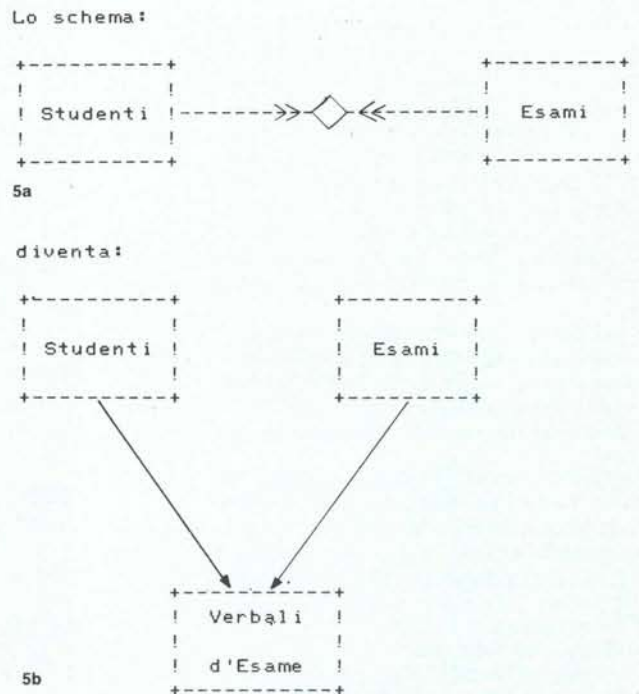 Lo schema:
Studenti Esami
5a
diventa:
Studenti Esami
Verbali
d'Esame
5b